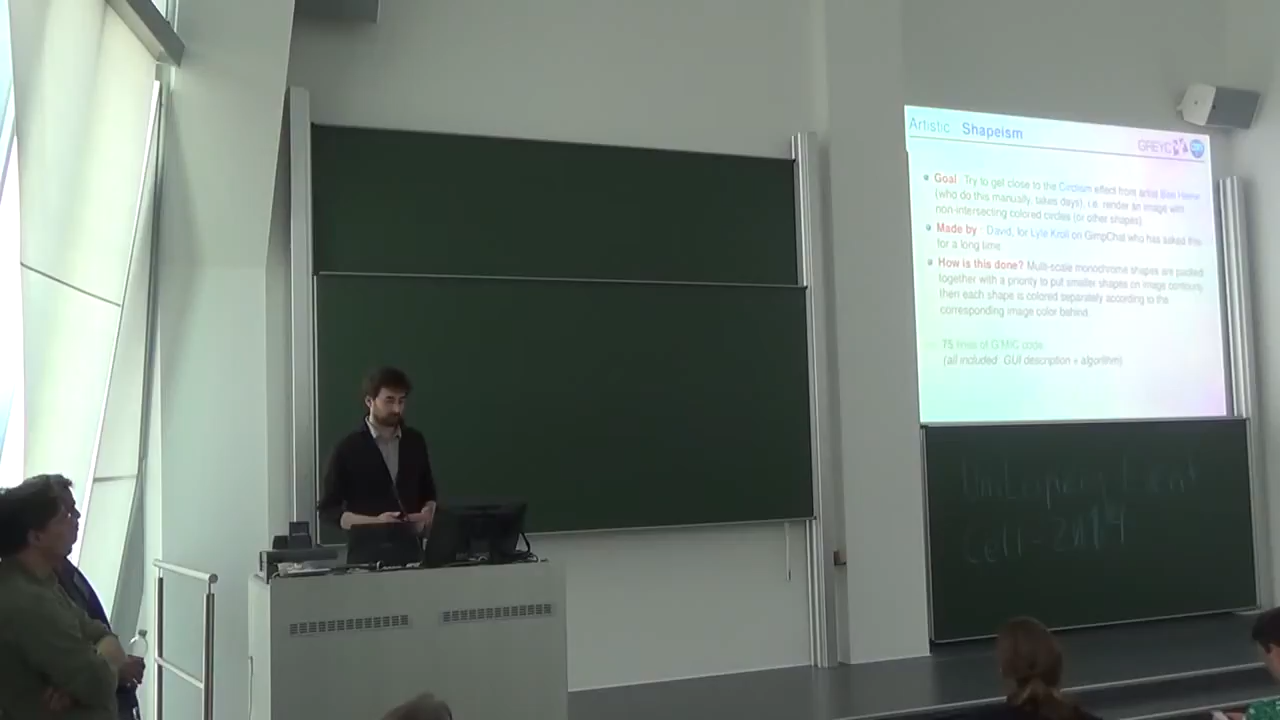 Artistic Shapeism
GREYC
Goal Try to get close to the Circlism effect from artist Ben Heine
(who do this manually, takes days), i.e. render an image with
non-intersecting colored circles (or other shapes)
Made by David, for Lyle Kroll on GimpChat who has asked this
for a long time.
How is this done? Multi-scale monochrome shapes are packed
together with a priority to put smaller shapes on image contours,
then each shape is colored separately according to the
corresponding image color behind.
75 lines of G'MIC code.
(all included: GUI description + algorithm)